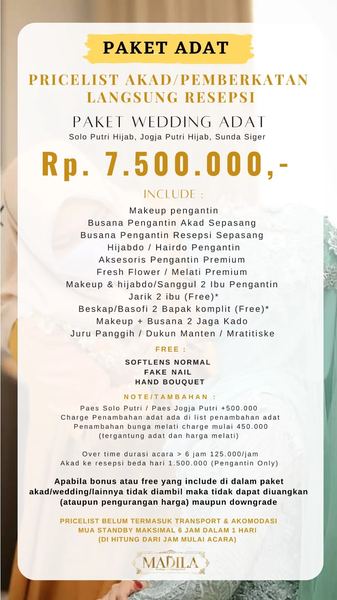 PAKET ADAT
PRICELIST AKAD/PEMBERKATAN
LANGSUNG RESEPSI
PAKET WEDDING ADAT
Solo Putri Hijab, Jogja Putri Hijab, Sunda Siger
Rp. 7.500.000,-
INCLUDE :
Makeup pengantin
Busana Pengantin Akad Sepasang
Busana Pengantin Resepsi Sepasang
Hijabdo / Hairdo Pengantin
Aksesoris Pengantin Premium
Fresh Flower / Melati Premium
Makeup & hijabdo/Sanggul 2 Ibu Pengantin
Jarik 2 ibu (Free)*
Beskap/Basofi 2 Bapak komplit (Free)*
Makeup + Busana 2 Jaga Kado
Juru Panggih / Dukun Manten / Mratitiske
FREE :
SOFTLENS NORMAL
FAKE NAIL
HAND BOUQUET
NOTE/TAMBAHAN :
Paes Solo Putri / Paes Jogja Putri +500.000
Charge Penambahan adat ada di list penambahan adat
Penambahan bunga melati charge mulai 450.000
(tergantung adat dan harga melati)
Over time durasi acara > 6 jam 125.000/jam
Akad ke resepsi beda hari 1.500.000 (Pengantin Only)
Apabila bonus atau free yang include di dalam paket
akad/wedding/lainnya tidak diambil maka tidak dapat diuangkan
(ataupun pengurangan harga) maupun downgrade
PRICELIST BELUM TERMASUK TRANSPORT & AKOMODASI
MUA STANDBY MAKSIMAL 6 JAM DALAM 1 HARI
(DI HITUNG DARI JAM MULAI ACARA)
MADILA